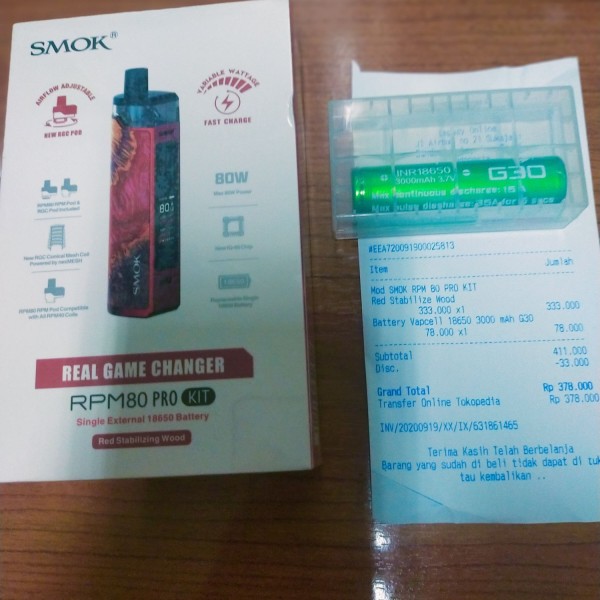 SMOK®
AIRFLOW ADJUSTABLE
NEW RGC POD
VARIABLE WATTAGE
FAST CHARGE
80W
SMOK
REAL GAME CHANGER
RPM80 PRO KIT
Single External 18650 Battery
Red Stabilizing Wood
INR18650
3000mAh 3.7V
G30
#EEA720091900025813
Item Jumlah
Mod SMOK RPM 80 PRO KIT
Red Stabilize Wood
333.000 x1 333.000
Battery Vapcell 18650 3000 mAh G30
78.000 x1 78.000
Subtotal 411.000
Disc. -33.000
Grand Total Rp 378.000
Transfer Online Tokopedia Rp 378.000
INV/20200919/XX/IX/631861465
Terima Kasih Telah Berbelanja
Barang yang sudah di beli tidak dapat di tuk
tau kembalikan ..